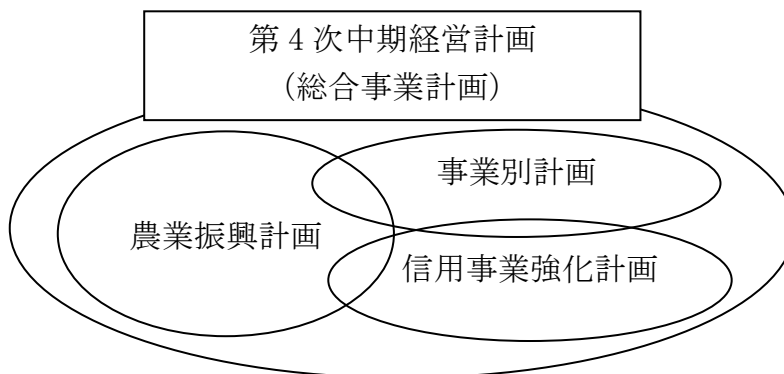 第４次中期経営計画
（総合事業計画）
事業別計画
農業振興計画
信用事業強化計画